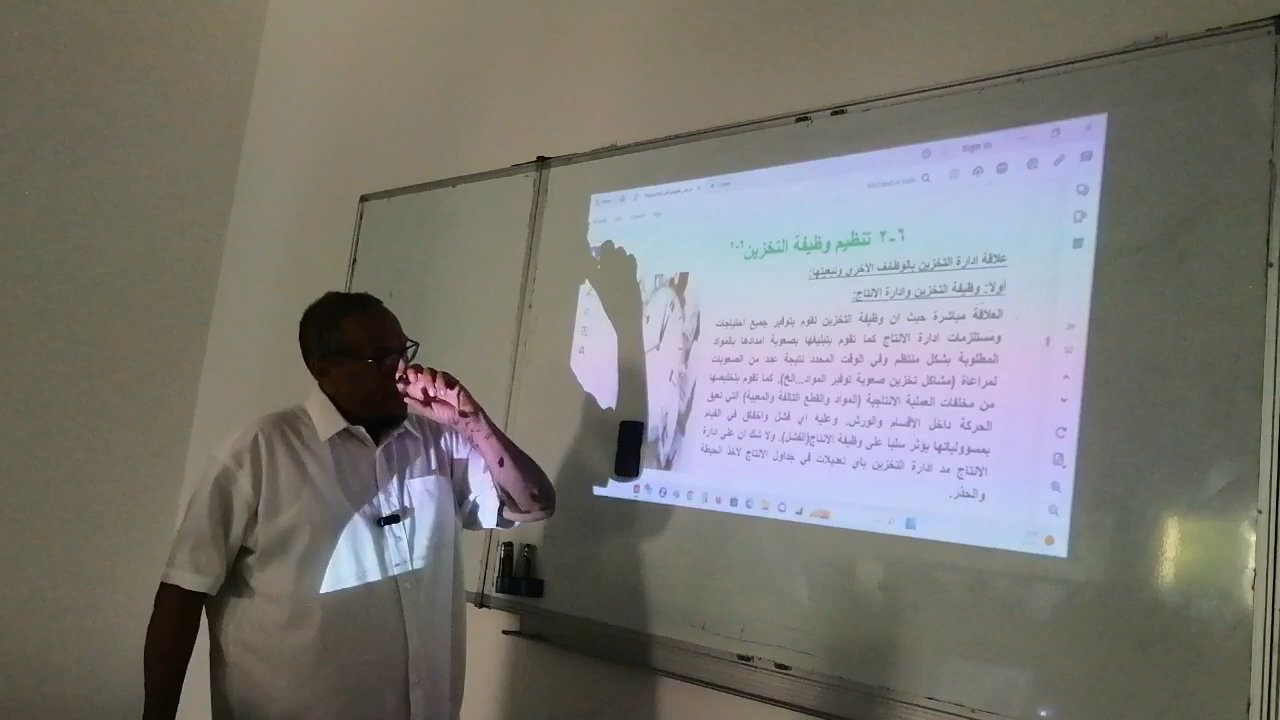 Sign in
٢-٦ تنظيم وظيفة التخزين
علاقة ادارة التخزين بالوظائف الاخرى وتبعيتها:
أولا: وظيفة التخزين وادارة الانتاج:
العلاقة مباشرة حيث ان وظيفة التخزين تقوم بتوفير جميع احتياجات
ومستلزمات ادارة الانتاج كما تقوم بتبليغها بصعوبة امدادها بالمواد
المطلوبة بشكل منتظم وفي الوقت المحدد نتيجة عدد من الصعوبات
لمراعاة (مشاكل تخزين صعوبة توفير المواد...الخ). كما تقوم بتخليصها
من مخلفات العملية الانتاجية (المواد والقطع التالفة والمعيبة) التي تعيق
الحركة داخل الاقسام والورش. وعليه اي فشل واخفاق في القيام
بمسوولياتها يؤثر سلبا على وظيفة الانتاج(الفشل). ولا شك ان على ادارة
الانتاج مد ادارة التخزين باي تعديلات في جداول الانتاج لاخذ الحيطة
والحذر.